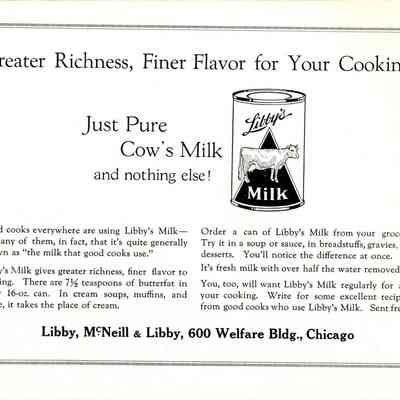 reater Richness, Finer Flavor for Your Cookin
Just Pure
Cow's Milk
and nothing else!
Libby's
Milk
d cooks everywhere are using Libby's Milk—
any of them, in fact, that it's quite generally
wn as "the milk that good cooks use."
y's Milk gives greater richness, finer flavor to
ing. There are 7½ teaspoons of butterfat in
y 16-oz. can. In cream soups, muffins, and
e, it takes the place of cream.
Order a can of Libby's Milk from your groce
Try it in a soup or sauce, in breadstuffs, gravies,
desserts. You'll notice the difference at once.
It's fresh milk with over half the water removed
You, too, will want Libby's Milk regularly for a
your cooking. Write for some excellent recip
from good cooks who use Libby's Milk. Sent fre
Libby, McNeill & Libby, 600 Welfare Bldg., Chicago